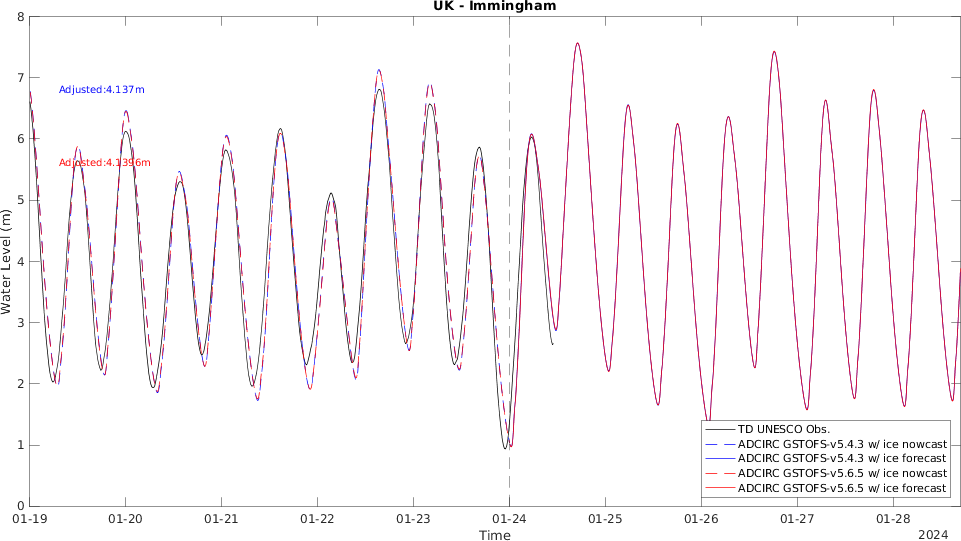 UK - Immingham
8
7
6
5
4
3
2
1
0
Water Level (m)
Adjusted:4.137m
Adjusted:4.1396m
TD UNESCO Obs.
ADCIRC GSTOFS-v5.4.3 w/ ice nowcast
ADCIRC GSTOFS-v5.4.3 w/ ice forecast
ADCIRC GSTOFS-v5.6.5 w/ ice nowcast
ADCIRC GSTOFS-v5.6.5 w/ ice forecast
01-19 01-20 01-21 01-22 01-23 01-24 01-25 01-26 01-27 01-28
Time
2024